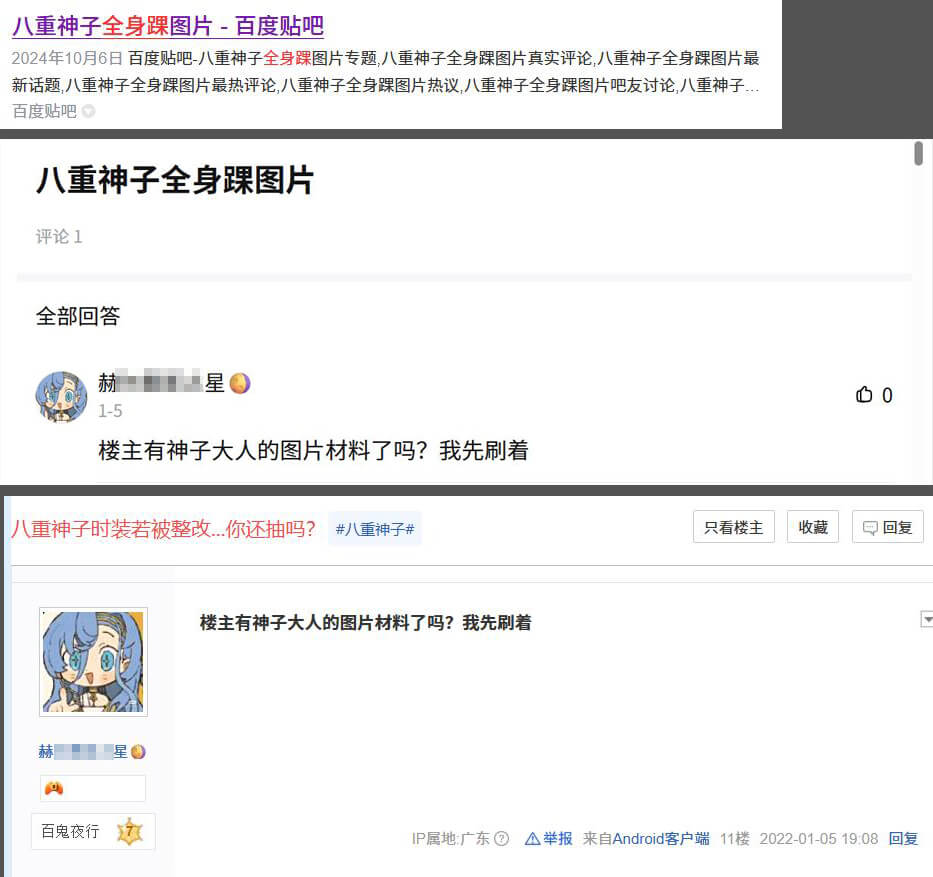 八重神子全身踝图片 - 百度贴吧
2024年10月6日 百度贴吧-八重神子全身踝图片专题,八重神子全身踝图片真实评论,八重神子全身踝图片最
新话题,八重神子全身踝图片最热评论,八重神子全身踝图片热议,八重神子全身踝图片吧友讨论,八重神子...
百度贴吧
八重神子全身踝图片
评论 1
全部回答
赫 星
1-5
0
楼主有神子大人的图片材料了吗？我先刷着
八重神子时装若被整改...你还抽吗？ #八重神子# 只看楼主 收藏 回复
楼主有神子大人的图片材料了吗？我先刷着
赫 星
百鬼夜行 7
IP属地:广东 ? 举报 来自Android客户端 11楼 2022-01-05 19:08 回复